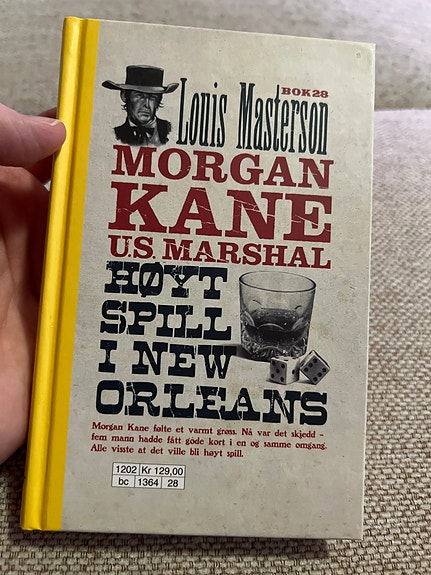 BOK 28
Louis Masterson
MORGAN
KANE
U.S. MARSHAL
HØYT
SPILL
I NEW
ORLEANS
Morgan Kane følte et varmt grøss. Nå var det skjedd -
fem mann hadde fått gode kort i en og samme omgang.
Alle visste at det ville bli høyt spill.
1202 Kr 129,00
bc 1364 28